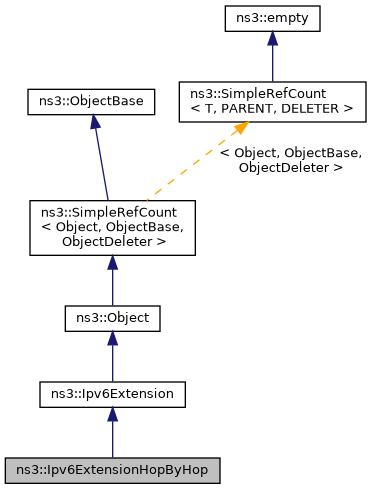 ns3::empty
ns3::SimpleRefCount
< T, PARENT, DELETER >
ns3::ObjectBase
< Object, ObjectBase,
ObjectDeleter >
ns3::SimpleRefCount
< Object, ObjectBase,
ObjectDeleter >
ns3::Object
ns3::Ipv6Extension
ns3::Ipv6ExtensionHopByHop